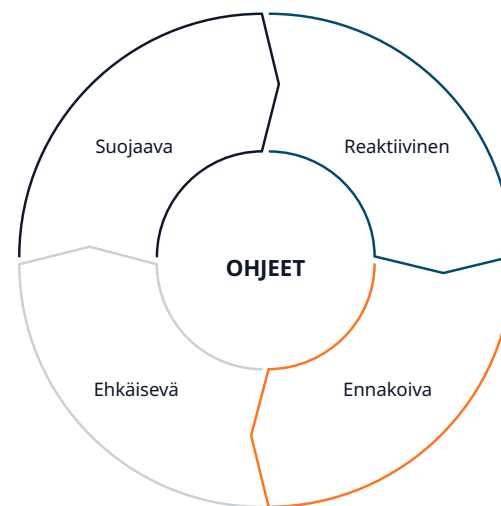 Suojaava
Reaktiivinen
OHJEET
Ehkäisevä
Ennakoiva